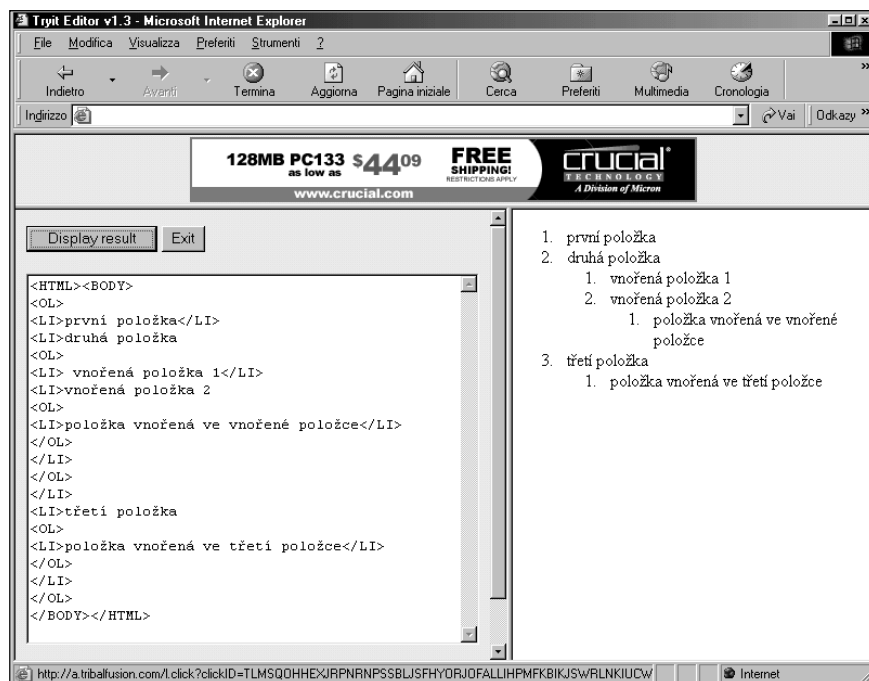 Tryit Editor v1.3 - Microsoft Internet Explorer
File Modifica Visualizza Preferiti Strumenti ?
Indietro Avanti Termina Aggiorna Pagina iniziale Cerca Preferiti Multimedia Cronologia »
Indirizzo Vai Odkazy »
128MB PC133 $4409 FREE
as low as SHIPPING!
RESTRICTIONS APPLY
www.crucial.com
crucial
TECHNOLOGY
A Division of Micron
Display result Exit
<HTML><BODY>
<OL>
<LI>první položka</LI>
<LI>druhá položka
<OL>
<LI> vnořená položka 1</LI>
<LI>vnořená položka 2
<OL>
<LI>položka vnořená ve vnořené položce</LI>
</OL>
</LI>
</OL>
</LI>
<LI>třetí položka
<OL>
<LI>položka vnořená ve třetí položce</LI>
</OL>
</LI>
</OL>
</BODY></HTML>
1. první položka
2. druhá položka
1. vnořená položka 1
2. vnořená položka 2
1. položka vnořená ve vnořené
položce
3. třetí položka
1. položka vnořená ve třetí položce
http://a.tribalfusion.com/l.click?clickID=TLMSQOHHEXJRPNRNPSSBLJSFHYORJOFALLIHPMFKBIKJSWRLNKIUCW Internet